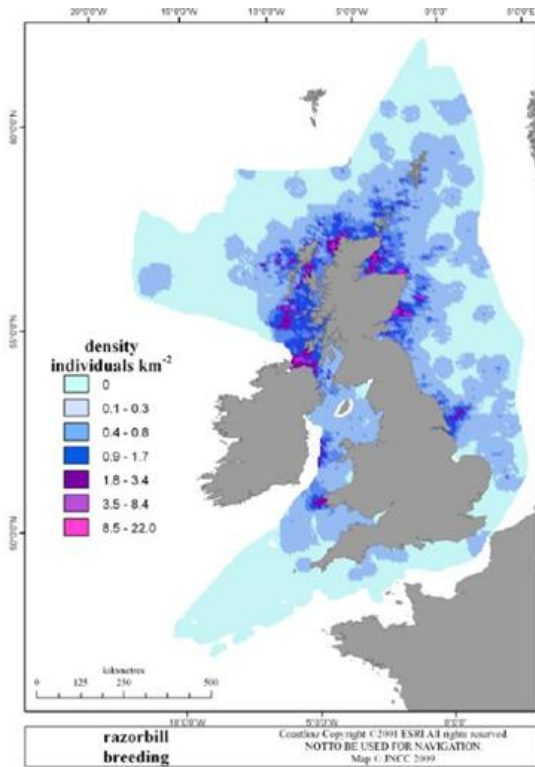 20°0'0"W 15°0'0"W 10°0'0"W 5°0'0"W 0°0'0" 5°0'0"E
60°0'0"N
55°0'0"N
50°0'0"N
density
individuals km⁻²
0
0.1 - 0.3
0.4 - 0.8
0.9 - 1.7
1.8 - 3.4
3.5 - 8.4
8.5 - 22.0
kilometres
0 125 250 500
10°0'0"W 5°0'0"W 0°0'0"
razorbill
breeding
Coastline Copyright ©2001 ESRI All rights reserved
NOT TO BE USED FOR NAVIGATION.
Map © JNCC 2009